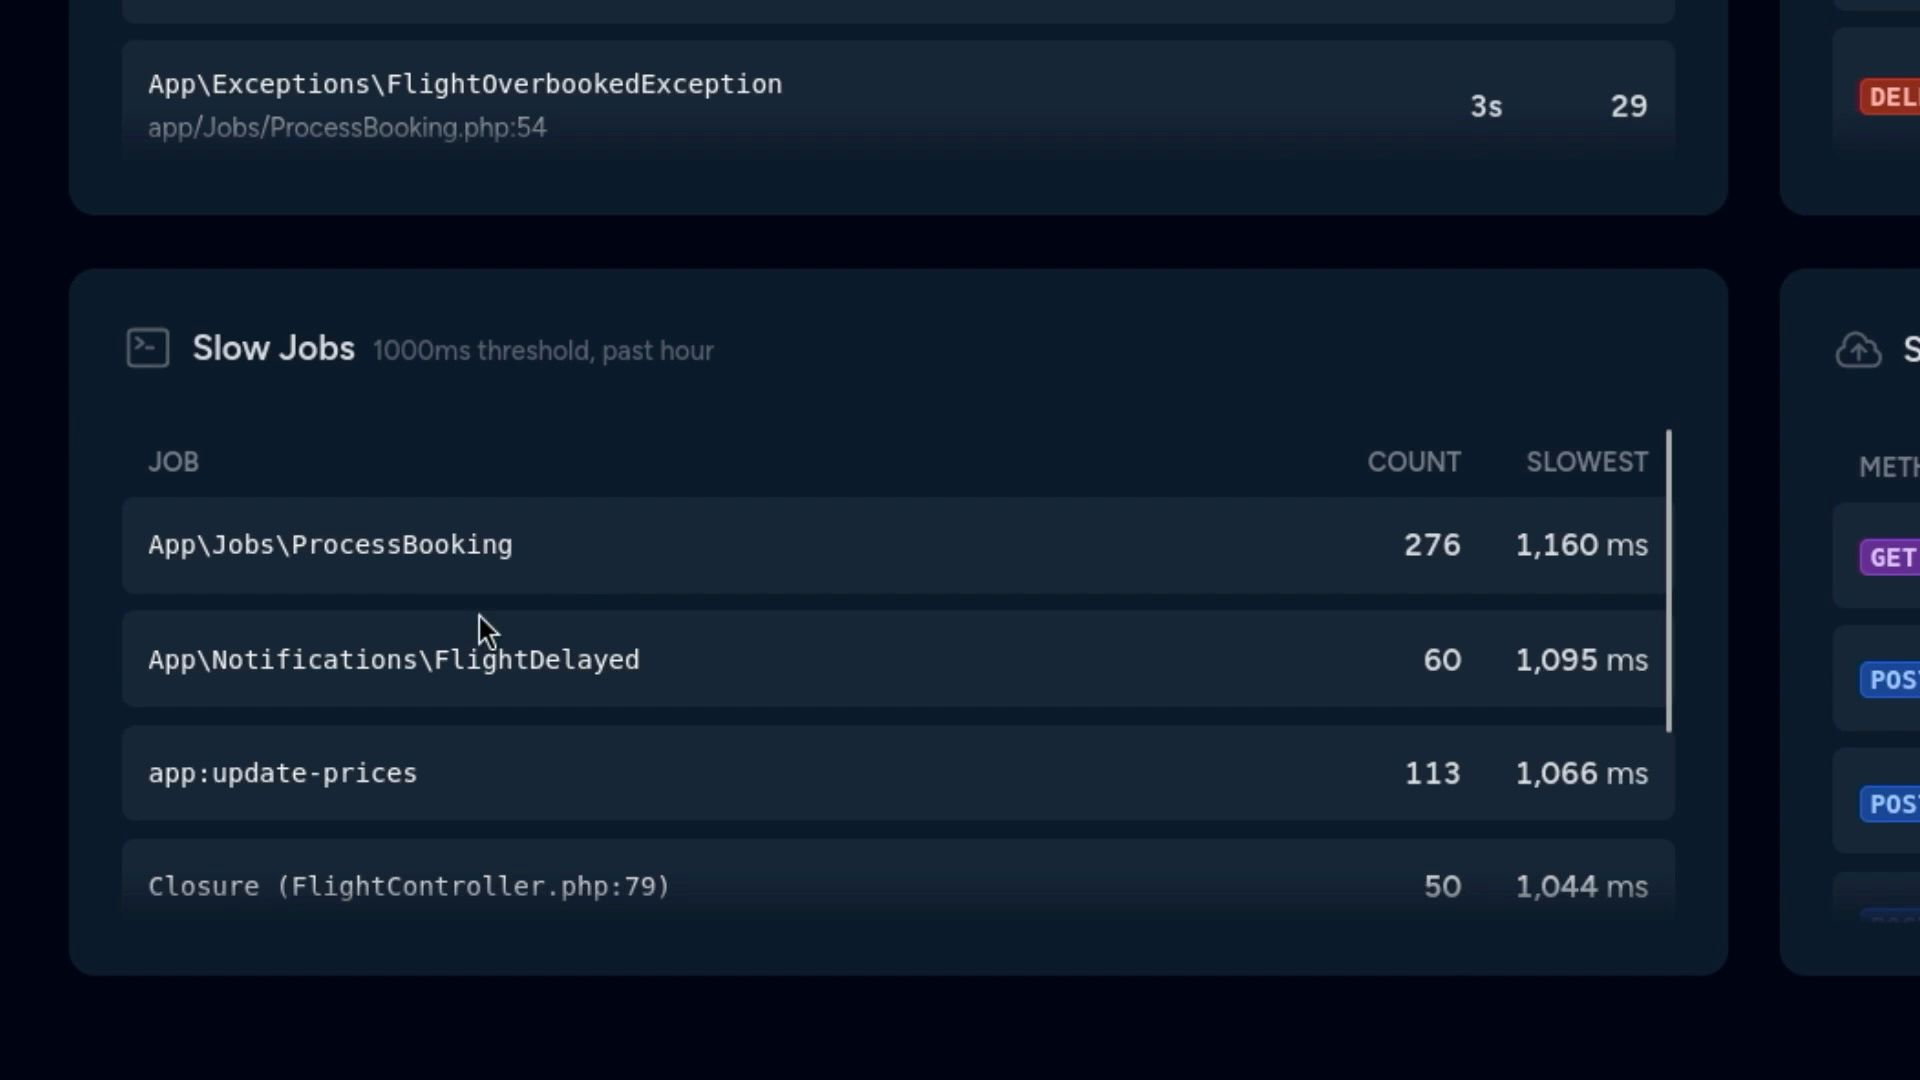 App\Exceptions\FlightOverbookedException
app/Jobs/ProcessBooking.php:54
3s 29
Slow Jobs 1000ms threshold, past hour
JOB COUNT SLOWEST
App\Jobs\ProcessBooking 276 1,160 ms
App\Notifications\FlightDelayed 60 1,095 ms
app:update-prices 113 1,066 ms
Closure (FlightController.php:79) 50 1,044 ms
DEL
S
METH
GET
POST
POST